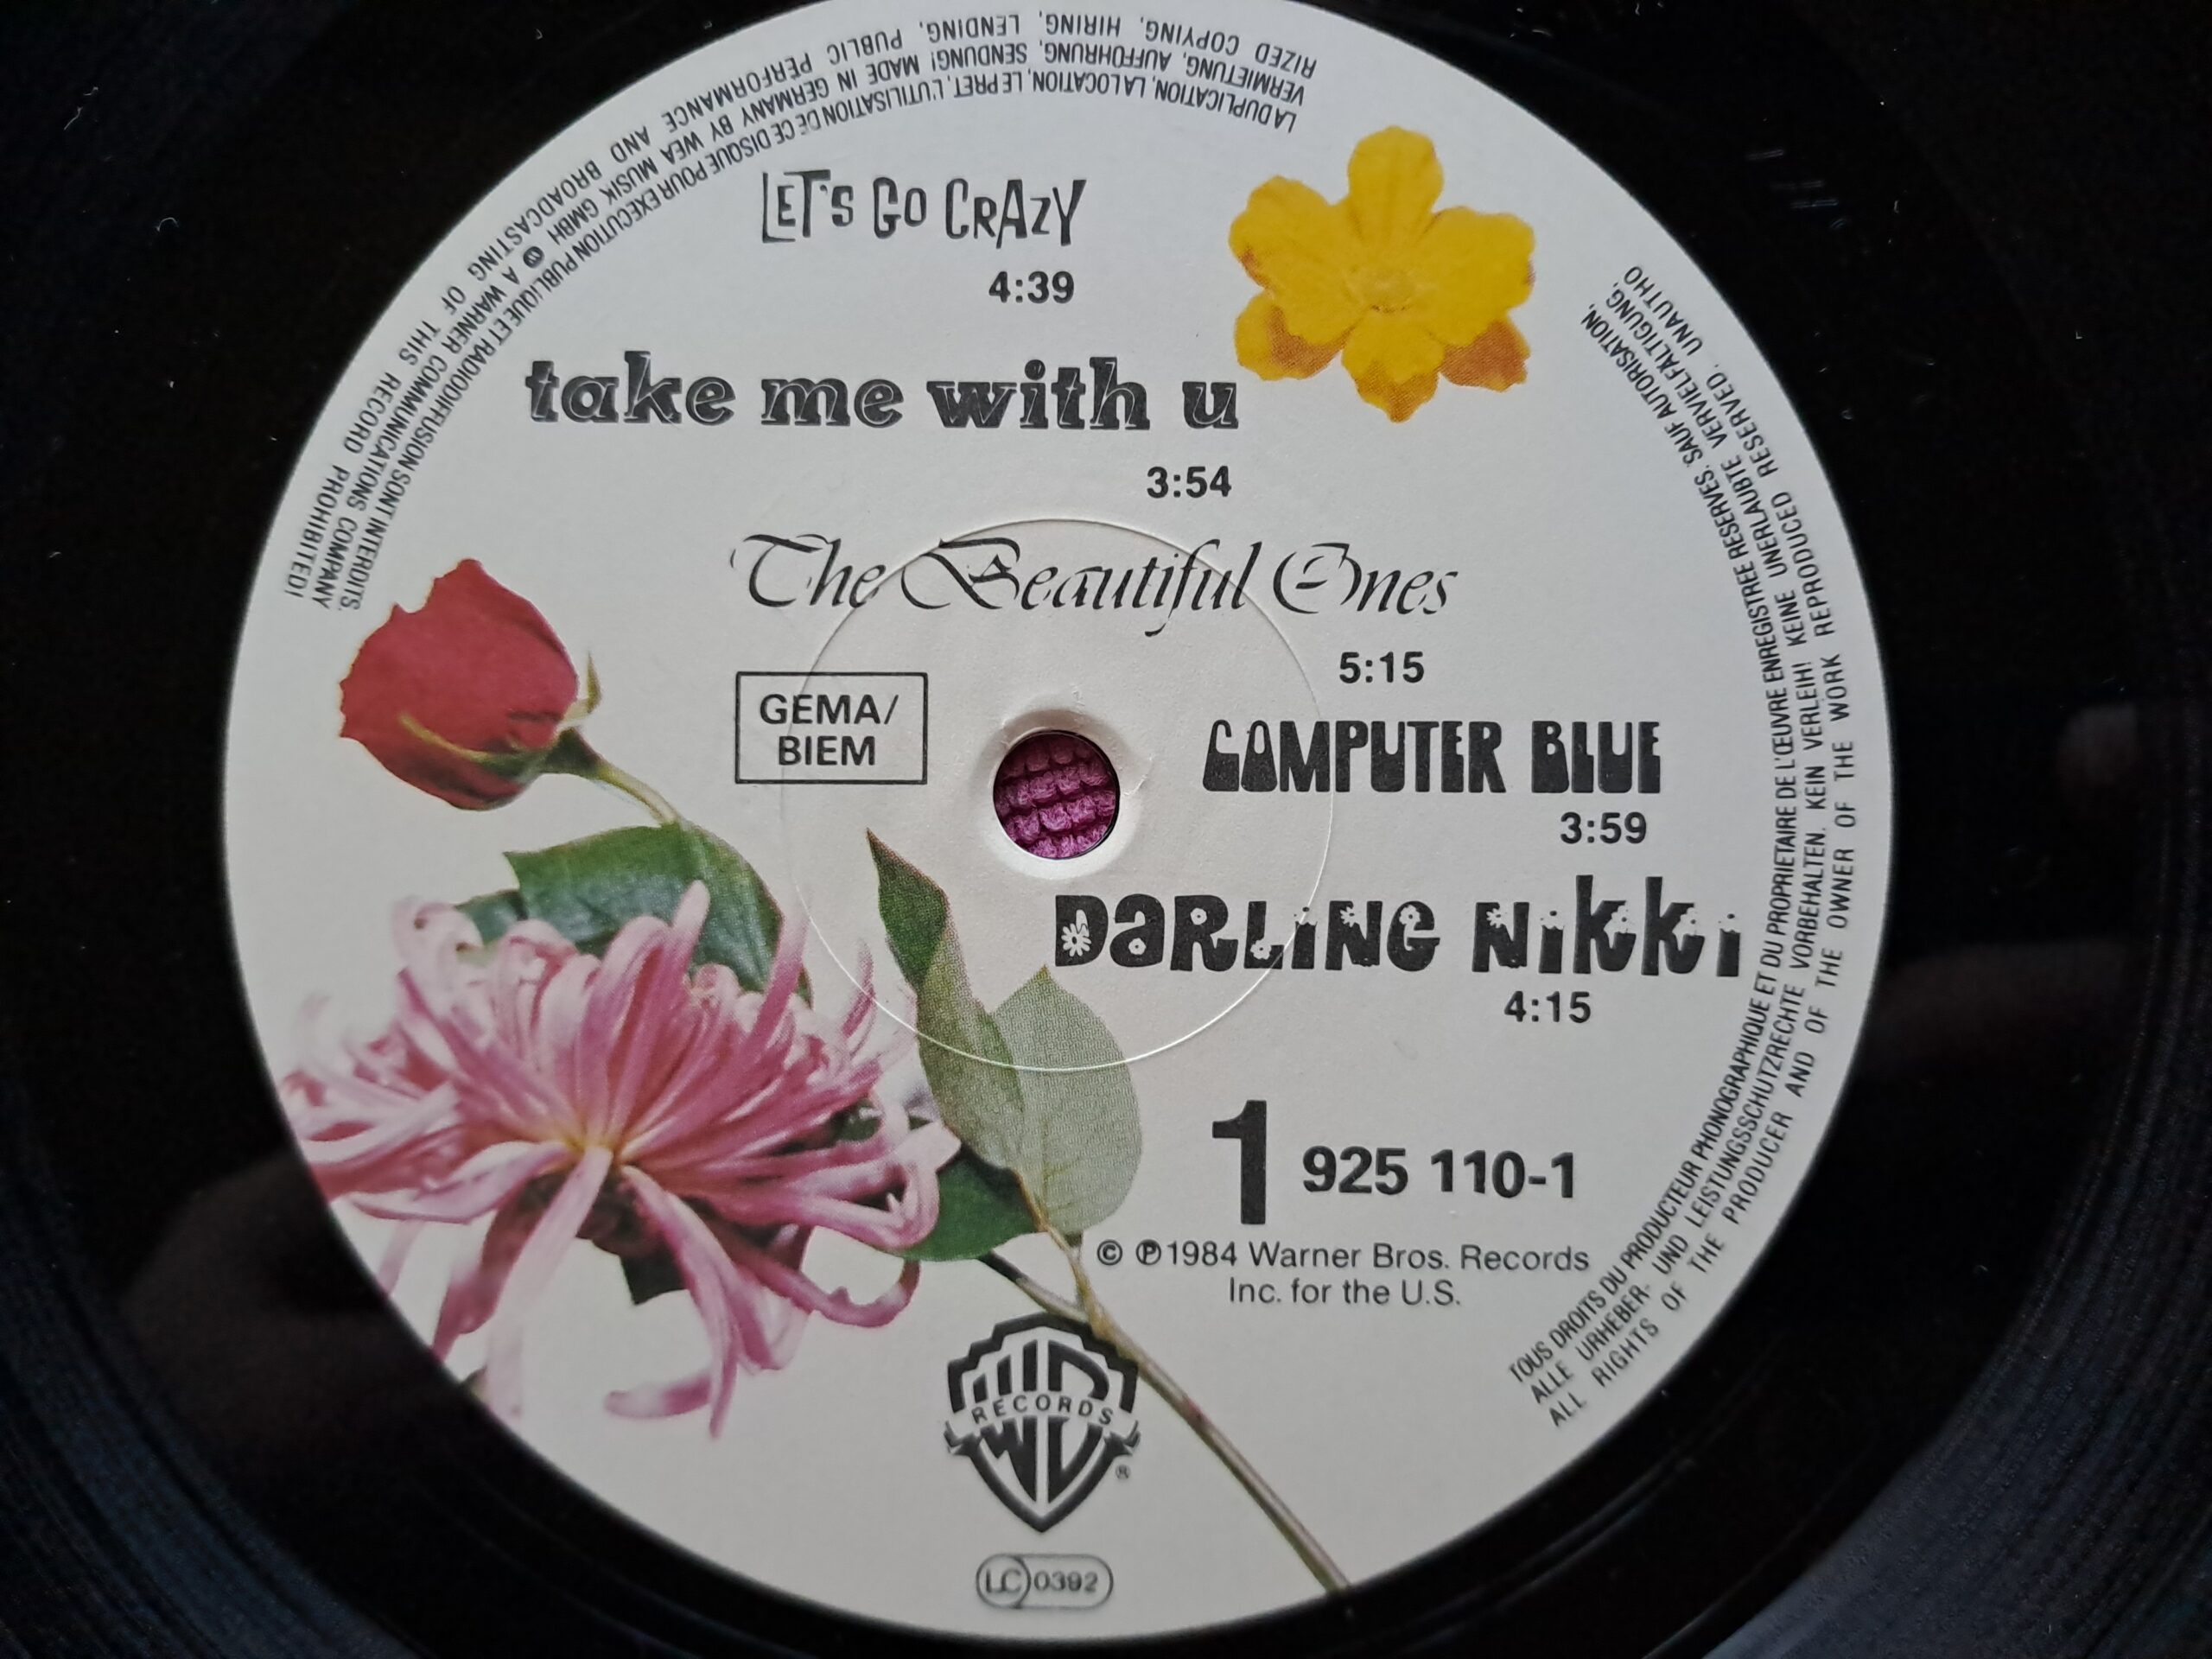 LET'S GO CRAZY
4:39
take me with u
3:54
The Beautiful Ones
5:15
GEMA/
BIEM
COMPUTER BLUE
3:59
DARLING NIKKI
4:15
1 925 110-1
© ℗1984 Warner Bros. Records
Inc. for the U.S.
RECORDS
®
LC 0392
TOUS DROITS DU PRODUCTEUR PHONOGRAPHIQUE ET DU PROPRIETAIRE DE L'ŒUVRE ENREGISTREE RESERVES. SAUF AUTORISATION, LA DUPLICATION, LA LOCATION, LE PRET, L'UTILISATION DE CE DISQUE POUR EXECUTION PUBLIQUE ET RADIODIFFUSION SONT INTERDITS.
ALLE URHEBER- UND LEISTUNGSSCHUTZRECHTE VORBEHALTEN. KEIN VERLEIH! KEINE UNERLAUBTE VERVIELFÄLTIGUNG, VERMIETUNG, AUFFÜHRUNG, SENDUNG! MADE IN GERMANY BY WEA MUSIK GMBH A WARNER COMMUNICATIONS COMPANY
ALL RIGHTS OF THE PRODUCER AND OF THE OWNER OF THE WORK REPRODUCED RESERVED. UNAUTHO RIZED COPYING, HIRING, LENDING, PUBLIC PERFORMANCE AND BROADCASTING OF THIS RECORD PROHIBITED!